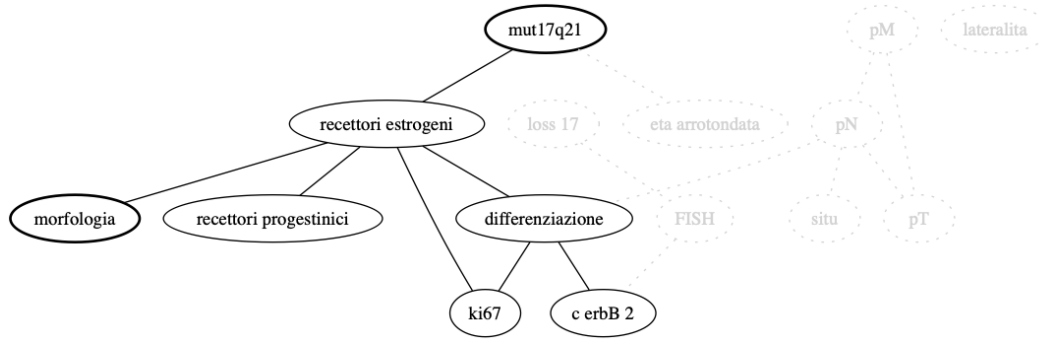 mut17q21
pM
lateralita
recettori estrogeni
loss 17
eta arrotondata
pN
morfologia
recettori progestinici
differenziazione
FISH
situ
pT
ki67
c erbB 2